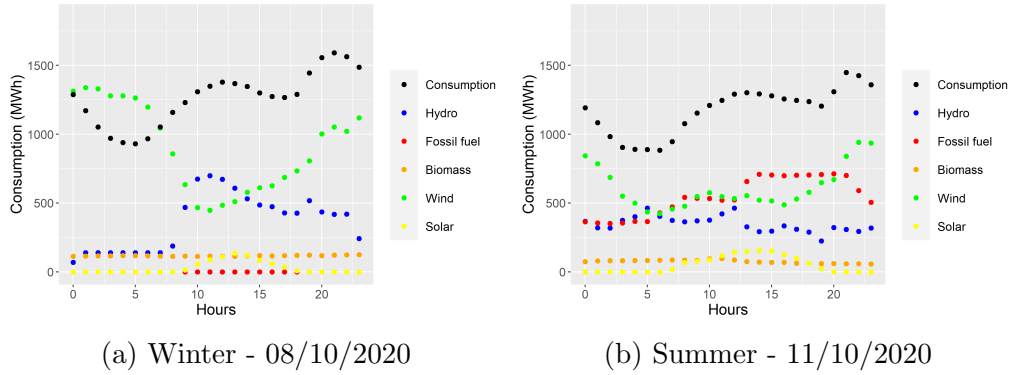 Consumption (MWh)
1500
1000
500
0
0 5 10 15 20
Hours
Consumption
Hydro
Fossil fuel
Biomass
Wind
Solar
(a) Winter - 08/10/2020
Consumption (MWh)
1500
1000
500
0
0 5 10 15 20
Hours
Consumption
Hydro
Fossil fuel
Biomass
Wind
Solar
(b) Summer - 11/10/2020